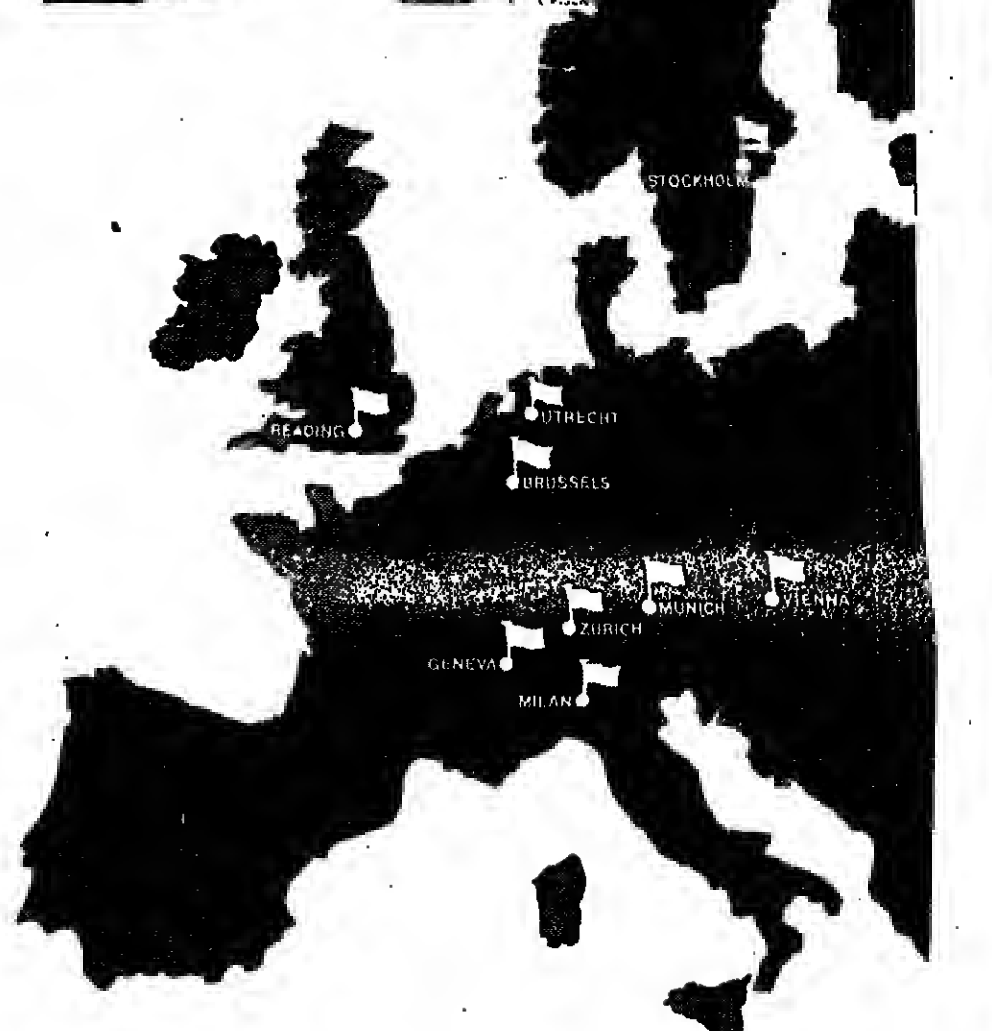 STOCKHOLM
UTRECHT
READING
BRUSSELS
MUNICH
VIENNA
ZURICH
GENEVA
MILAN